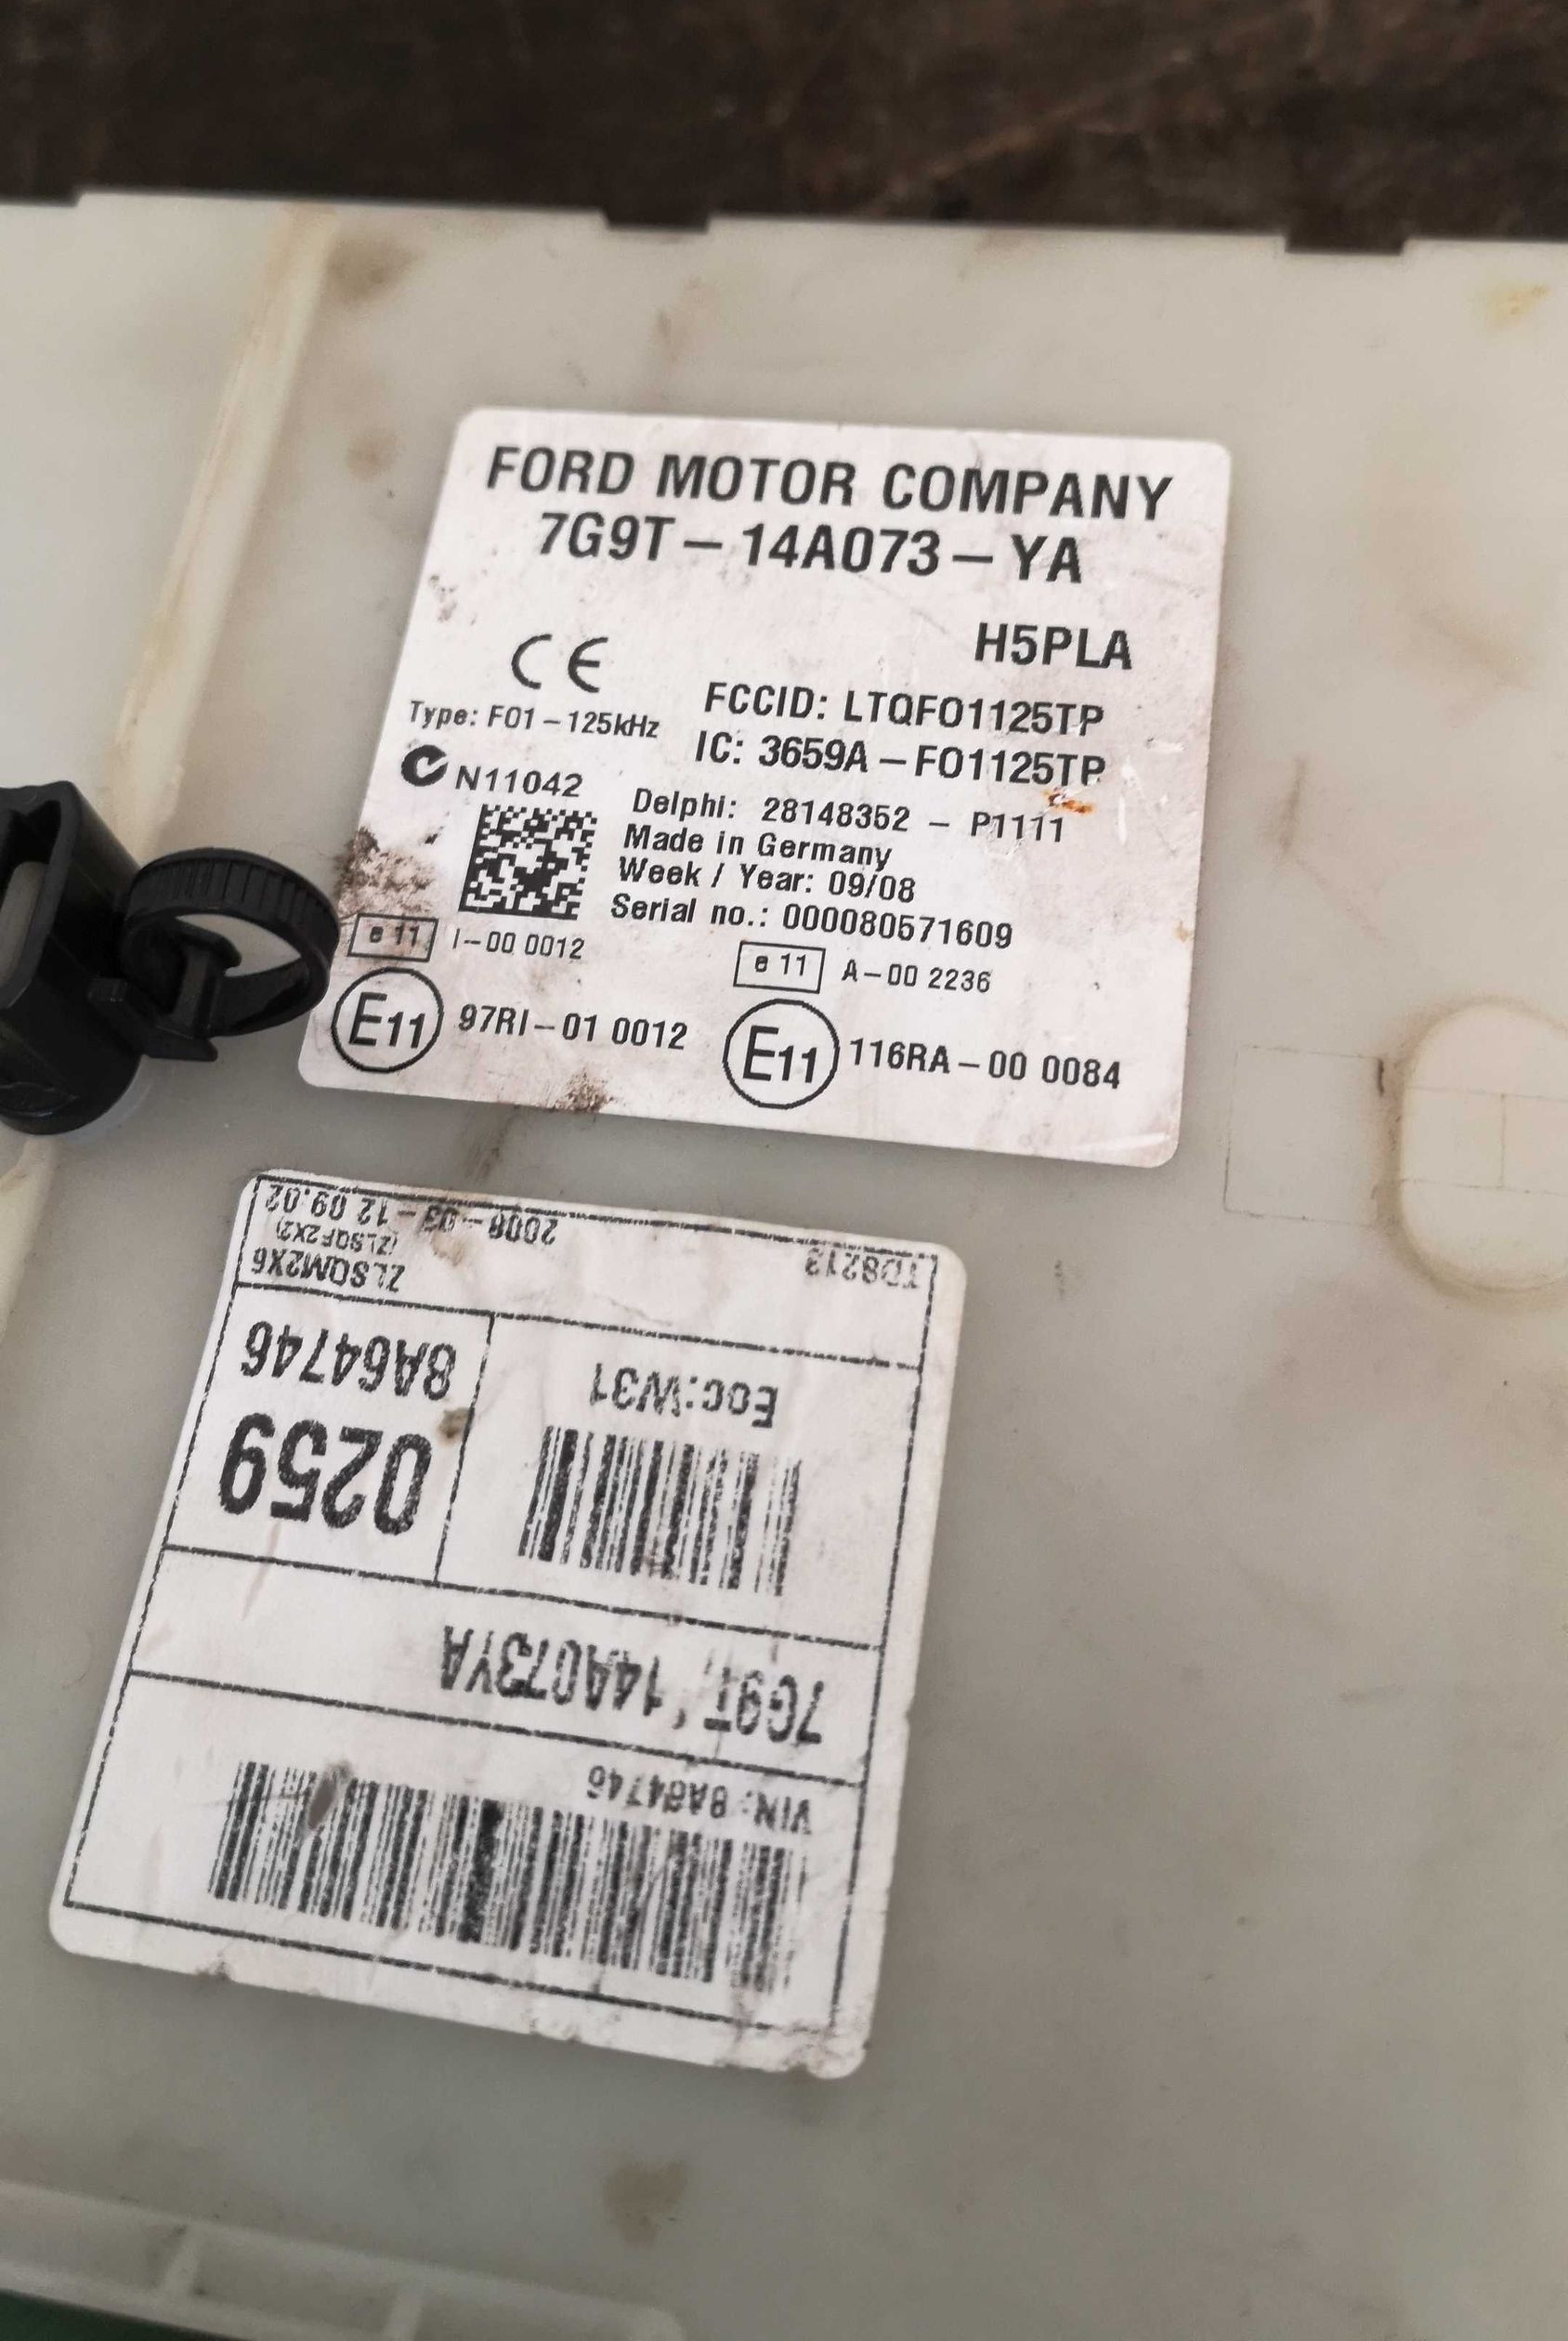 FORD MOTOR COMPANY
7G9T-14A073-YA
H5PLA
CE
FCCID: LTQFO1125TP
Type: F01-125kHz
IC: 3659A-FO1125TP
N11042
Delphi: 28148352 - P1111
Made in Germany
Week / Year: 09/08
Serial no.: 000080571609
e 11 I-00 0012
e 11 A-00 2236
E11 97RI-01 0012
E11 116RA-00 0084
VIN: 8A64746
7G9T, 14A073YA
0259
8A64746
Eoc:W31
ZLSQM2X6
(ZLSQF2X2)
TD8213
2008-03-12 09.02